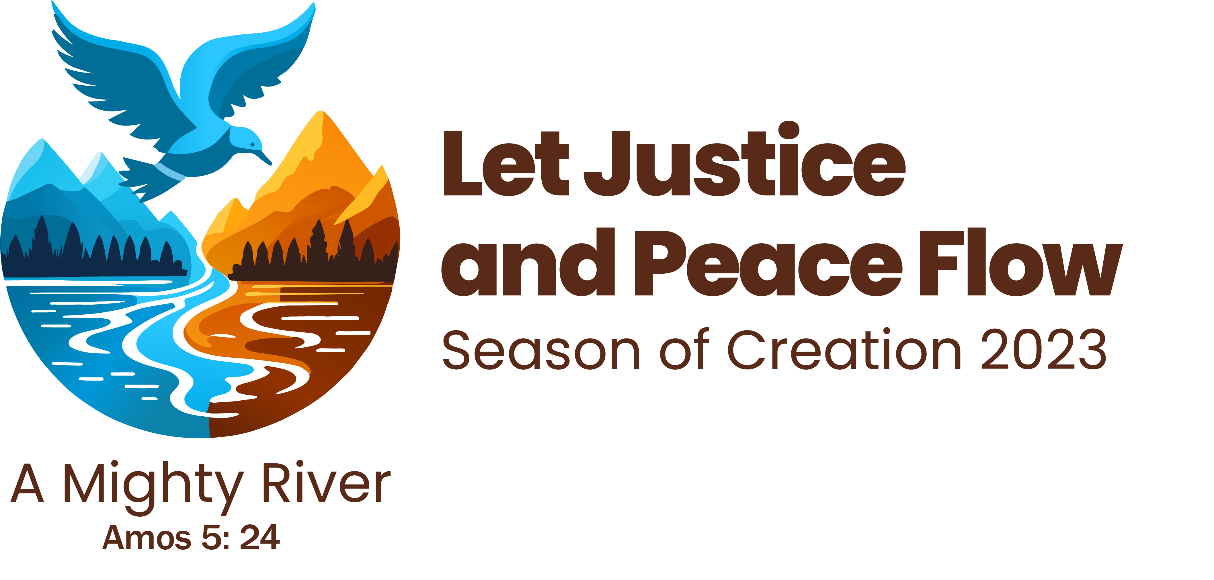 Let Justice
and Peace Flow
Season of Creation 2023
A Mighty River
Amos 5: 24